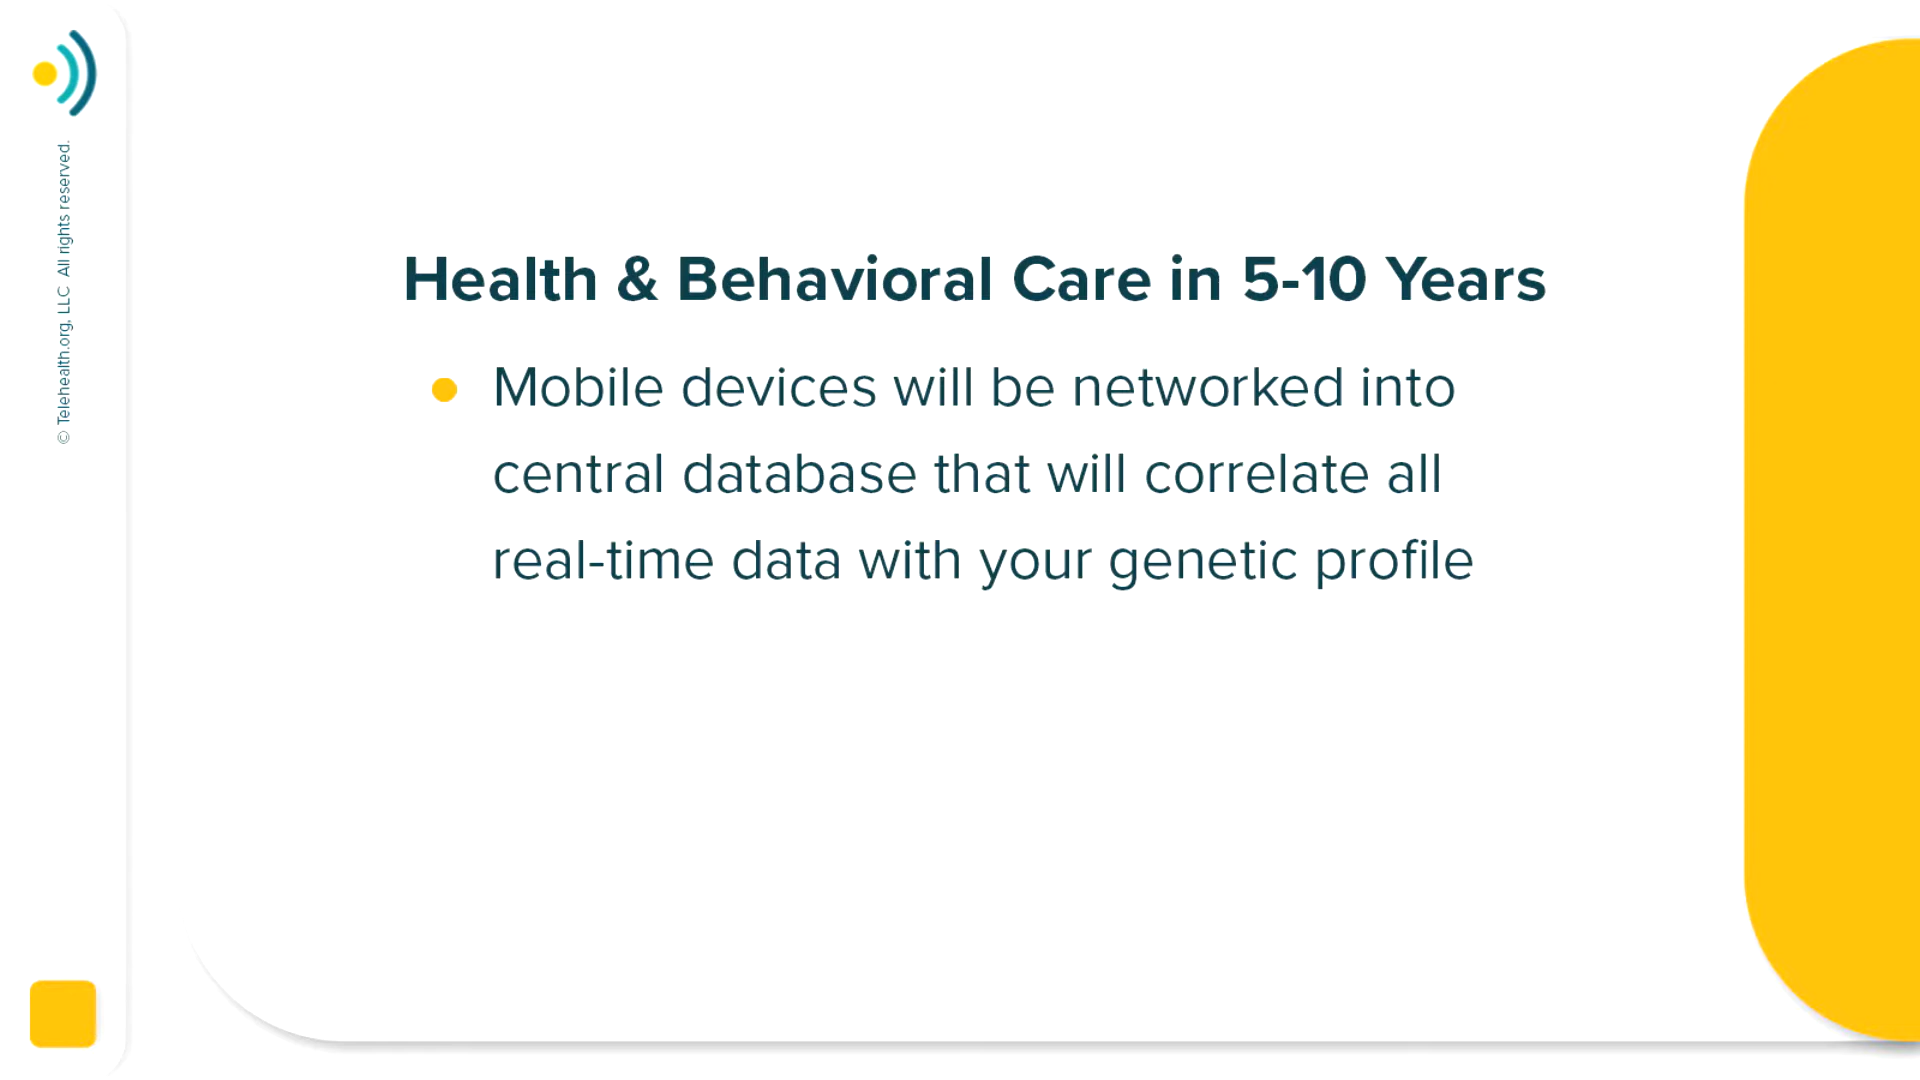 © Telehealth.org, LLC All rights reserved.
Health & Behavioral Care in 5-10 Years
Mobile devices will be networked into
central database that will correlate all
real-time data with your genetic profile